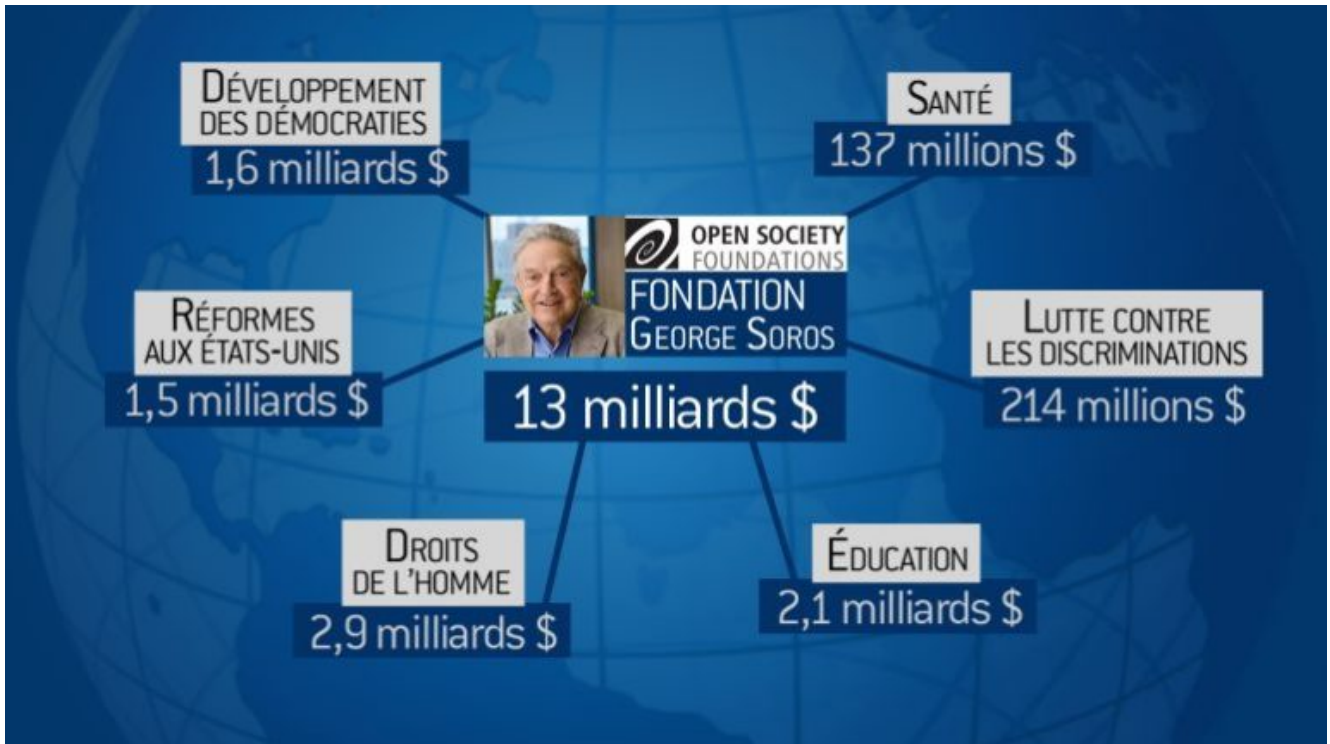 DÉVELOPPEMENT
DES DÉMOCRATIES
1,6 milliards $
SANTÉ
137 millions $
OPEN SOCIETY
FOUNDATIONS
FONDATION
GEORGE SOROS
13 milliards $
RÉFORMES
AUX ÉTATS-UNIS
1,5 milliards $
LUTTE CONTRE
LES DISCRIMINATIONS
214 millions $
DROITS
DE L'HOMME
2,9 milliards $
ÉDUCATION
2,1 milliards $